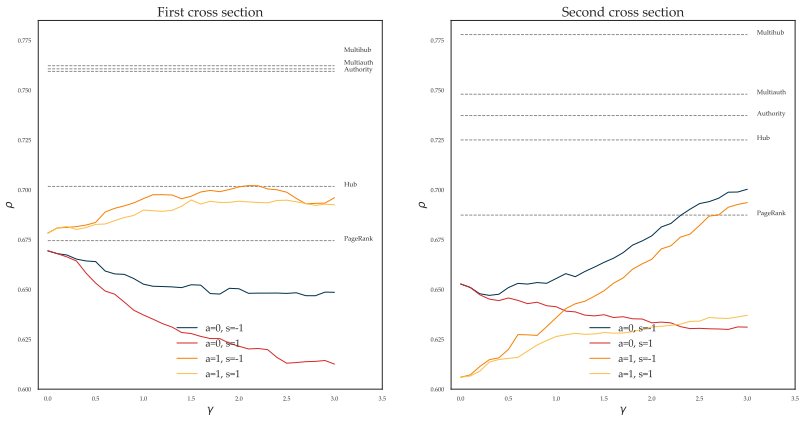 First cross section
0.775
0.750
0.725
0.700
0.675
0.650
0.625
0.600
ρ
Multihub
Multiauth
Authority
Hub
PageRank
a=0, s=-1
a=0, s=1
a=1, s=-1
a=1, s=1
0.0 0.5 1.0 1.5 2.0 2.5 3.0 3.5
γ
Second cross section
0.775
0.750
0.725
0.700
0.675
0.650
0.625
0.600
ρ
Multihub
Multiauth
Authority
Hub
PageRank
a=0, s=-1
a=0, s=1
a=1, s=-1
a=1, s=1
0.0 0.5 1.0 1.5 2.0 2.5 3.0 3.5
γ